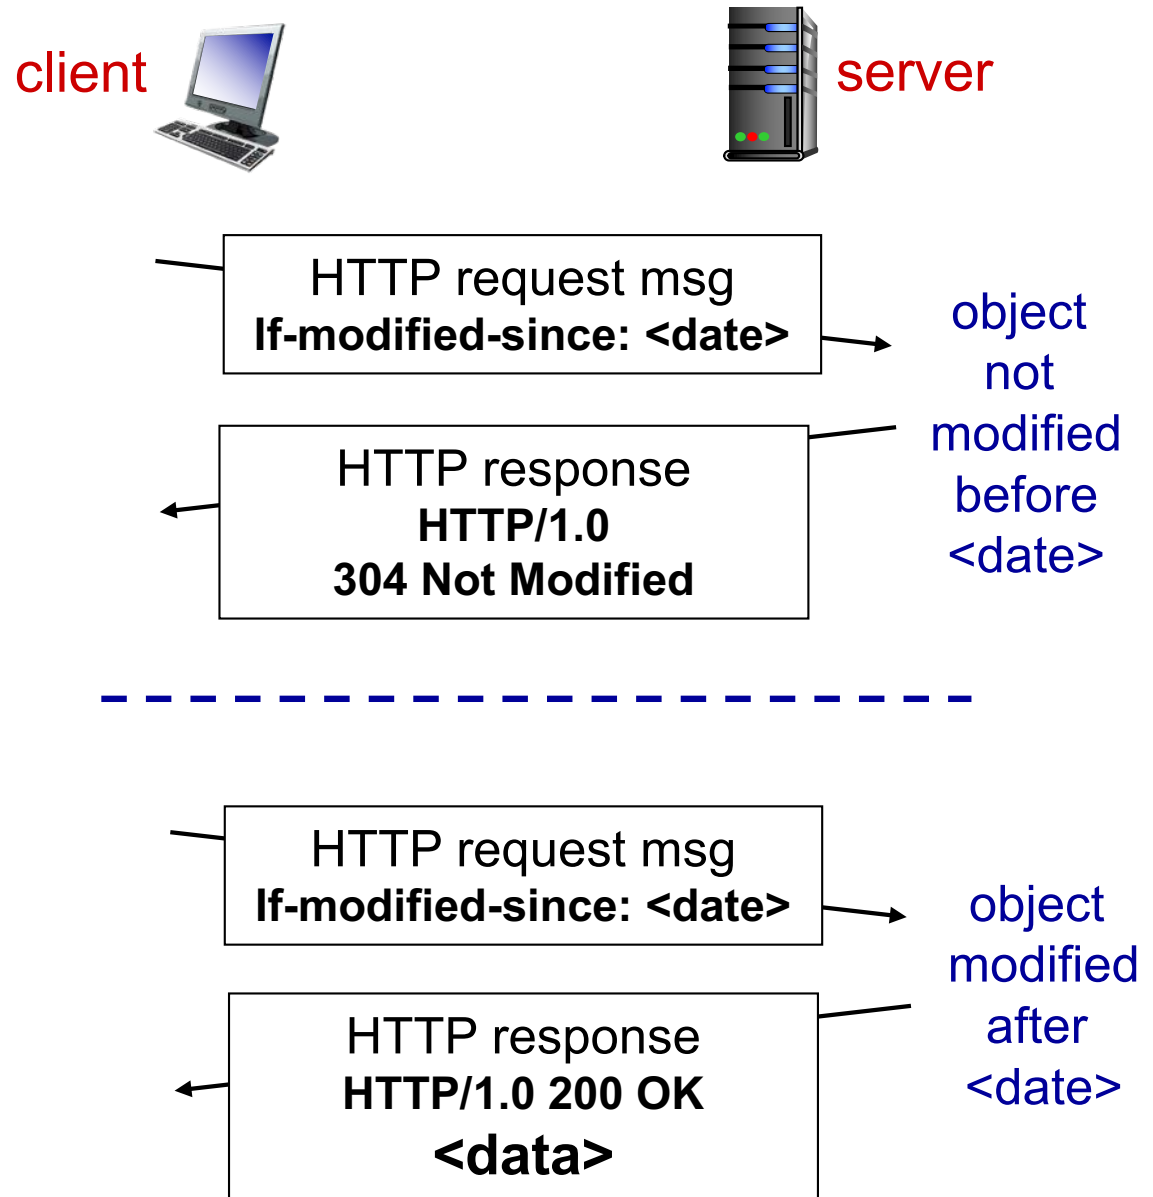 client
server
HTTP request msg
If-modified-since: <date>
object
not
modified
before
<date>
HTTP response
HTTP/1.0
304 Not Modified
HTTP request msg
If-modified-since: <date>
object
modified
after
<date>
HTTP response
HTTP/1.0 200 OK
<data>